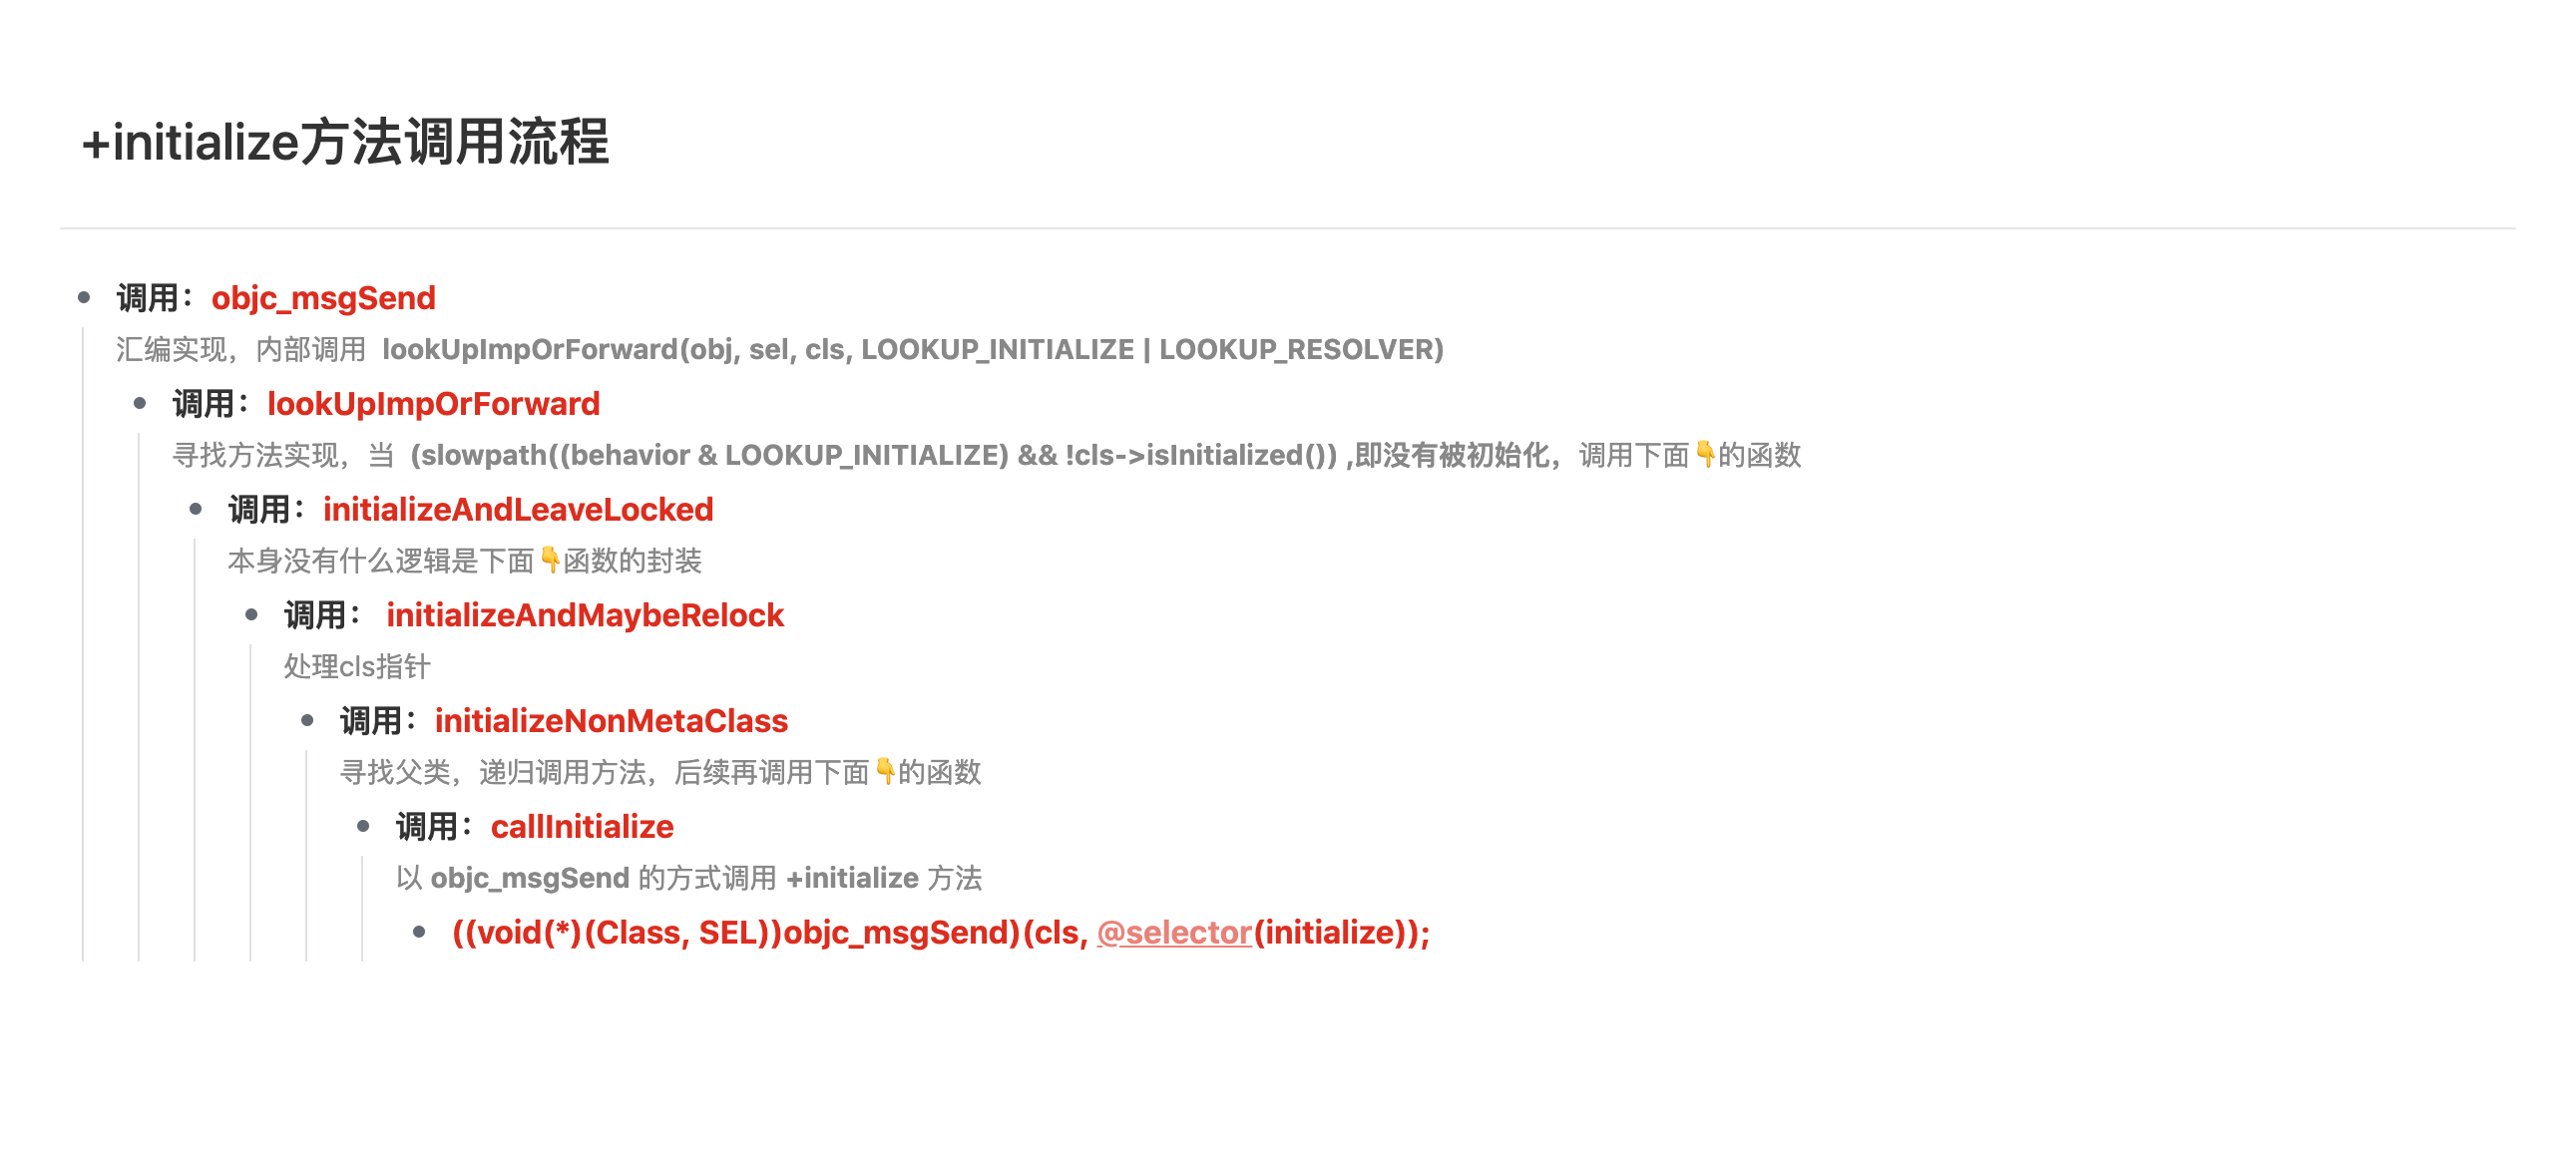 +initialize方法调用流程
调用：objc_msgSend
汇编实现，内部调用 lookUpImpOrForward(obj, sel, cls, LOOKUP_INITIALIZE | LOOKUP_RESOLVER)
调用：lookUpImpOrForward
寻找方法实现，当 (slowpath((behavior & LOOKUP_INITIALIZE) && !cls->isInitialized()) ,即没有被初始化，调用下面👇的函数
调用：initializeAndLeaveLocked
本身没有什么逻辑是下面👇函数的封装
调用： initializeAndMaybeRelock
处理cls指针
调用：initializeNonMetaClass
寻找父类，递归调用方法，后续再调用下面👇的函数
调用：callInitialize
以 objc_msgSend 的方式调用 +initialize 方法
((void(*)(Class, SEL))objc_msgSend)(cls, @selector(initialize));